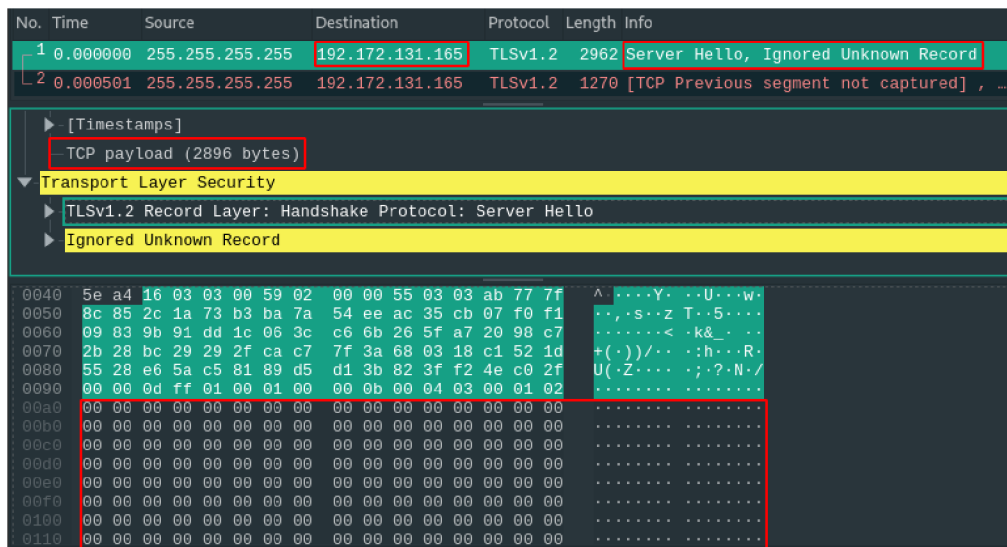 No. Time Source Destination Protocol Length Info
1 0.000000 255.255.255.255 192.172.131.165 TLSv1.2 2962 Server Hello, Ignored Unknown Record
2 0.000501 255.255.255.255 192.172.131.165 TLSv1.2 1270 [TCP Previous segment not captured] , …
[Timestamps]
TCP payload (2896 bytes)
Transport Layer Security
TLSv1.2 Record Layer: Handshake Protocol: Server Hello
Ignored Unknown Record
0040 5e a4 16 03 03 00 59 02 00 00 55 03 03 ab 77 7f ^·····Y· ··U···w·
0050 8c 85 2c 1a 73 b3 ba 7a 54 ee ac 35 cb 07 f0 f1 ··,·s··z T··5····
0060 09 83 9b 91 dd 1c 06 3c c6 6b 26 5f a7 20 98 c7 ·······< ·k&_· ··
0070 2b 28 bc 29 29 2f ca c7 7f 3a 68 03 18 c1 52 1d +(·))/·· ·:h···R·
0080 55 28 e6 5a c5 81 89 d5 d1 3b 82 3f f2 4e c0 2f U(·Z···· ·;·?·N·/
0090 00 00 0d ff 01 00 01 00 00 0b 00 04 03 00 01 02 ········ ········
00a0 00 00 00 00 00 00 00 00 00 00 00 00 00 00 00 00 ········ ········
00b0 00 00 00 00 00 00 00 00 00 00 00 00 00 00 00 00 ········ ········
00c0 00 00 00 00 00 00 00 00 00 00 00 00 00 00 00 00 ········ ········
00d0 00 00 00 00 00 00 00 00 00 00 00 00 00 00 00 00 ········ ········
00e0 00 00 00 00 00 00 00 00 00 00 00 00 00 00 00 00 ········ ········
00f0 00 00 00 00 00 00 00 00 00 00 00 00 00 00 00 00 ········ ········
0100 00 00 00 00 00 00 00 00 00 00 00 00 00 00 00 00 ········ ········
0110 00 00 00 00 00 00 00 00 00 00 00 00 00 00 00 00 ········ ········